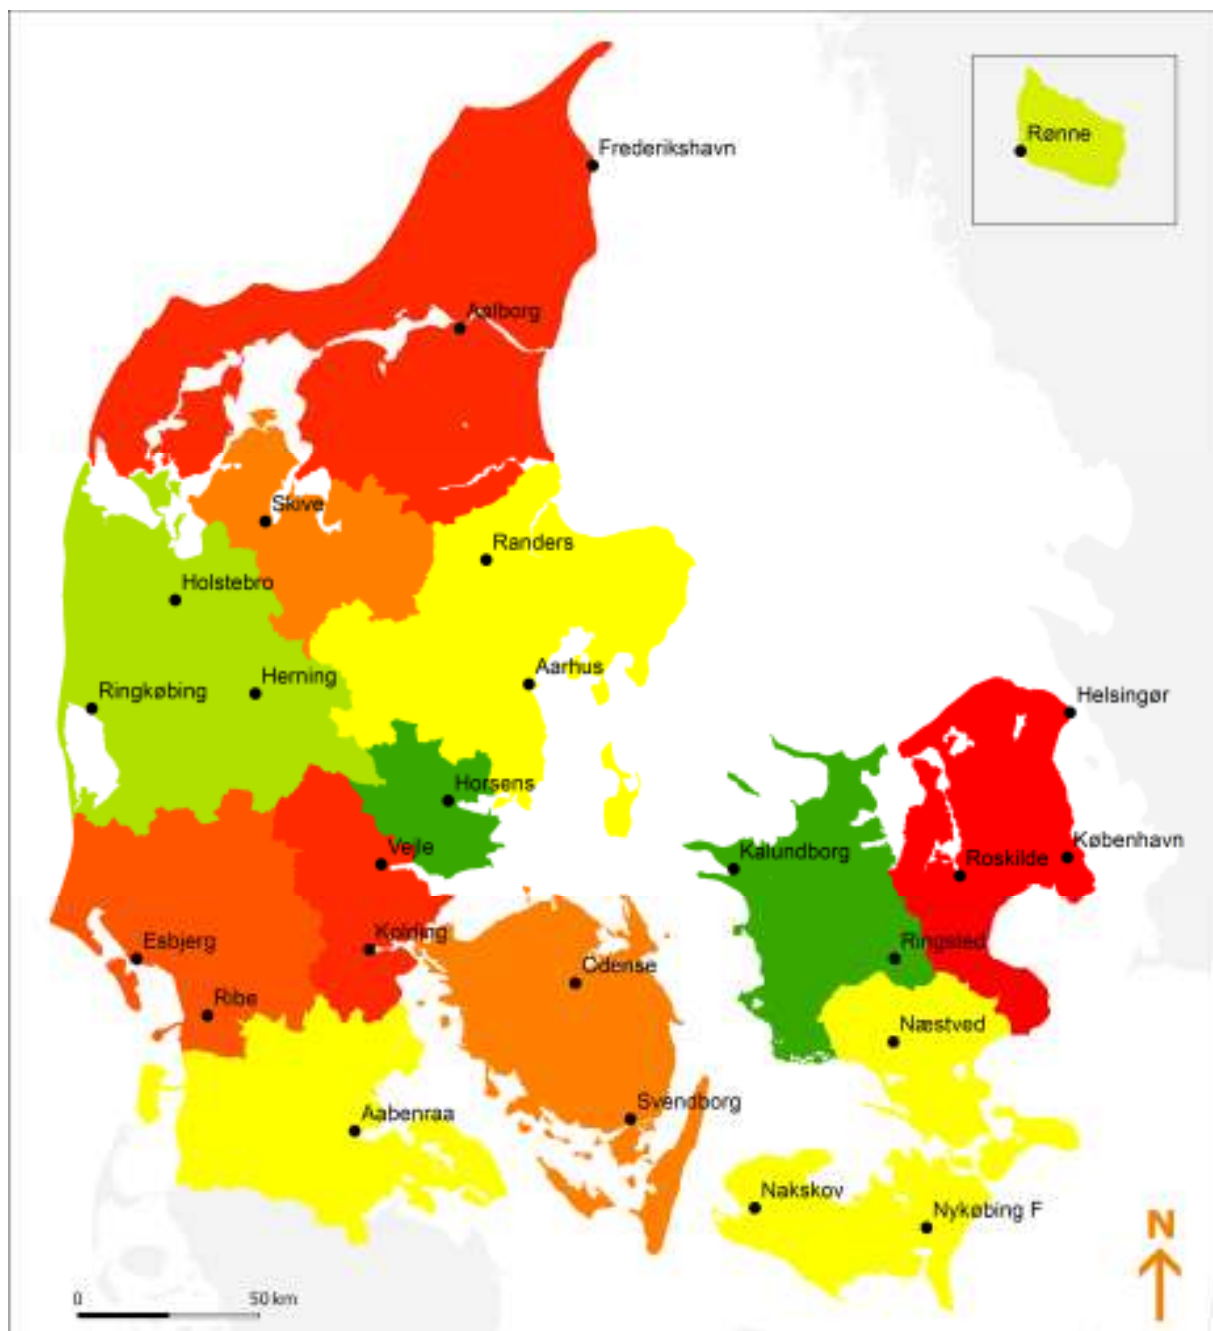 Rønne
Frederikshavn
Aalborg
Skive
Randers
Holstebro
Aarhus
Herning
Ringkøbing
Helsingør
Horsens
København
Vejle
Kalundborg
Roskilde
Kolding
Esbjerg
Ringsted
Odense
Ribe
Næstved
Svendborg
Aabenraa
Nakskov
Nykøbing F
N
0 50 km